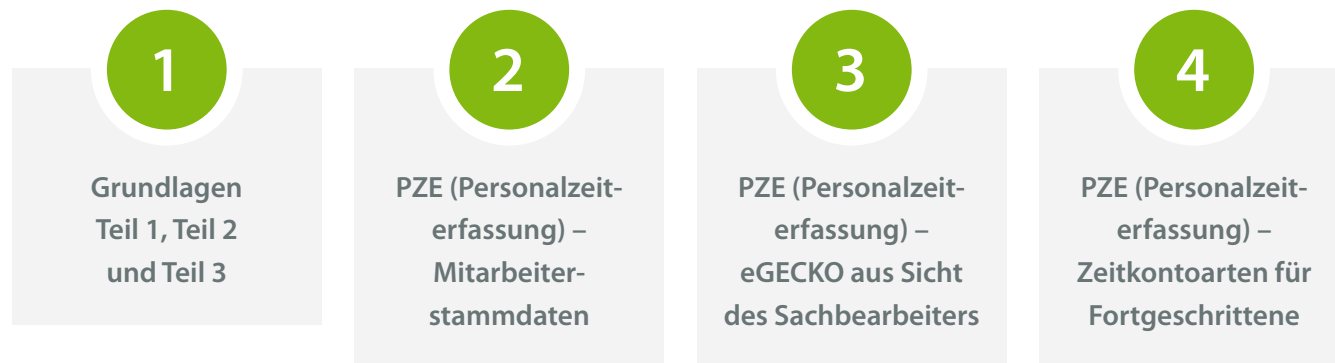 1
Grundlagen
Teil 1, Teil 2
und Teil 3
2
PZE (Personalzeit-
erfassung) –
Mitarbeiter-
stammdaten
3
PZE (Personalzeit-
erfassung) –
eGECKO aus Sicht
des Sachbearbeiters
4
PZE (Personalzeit-
erfassung) –
Zeitkontoarten für
Fortgeschrittene